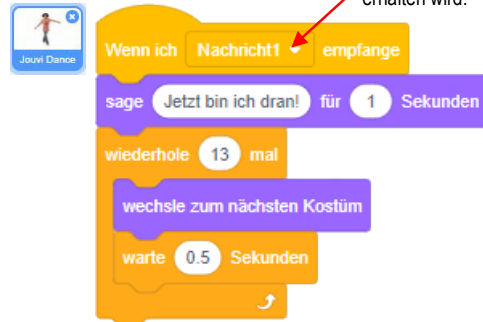 erhalten wird.
Jouvi Dance
Wenn ich Nachricht1 empfange
sage Jetzt bin ich dran! für 1 Sekunden
wiederhole 13 mal
wechsle zum nächsten Kostüm
warte 0.5 Sekunden